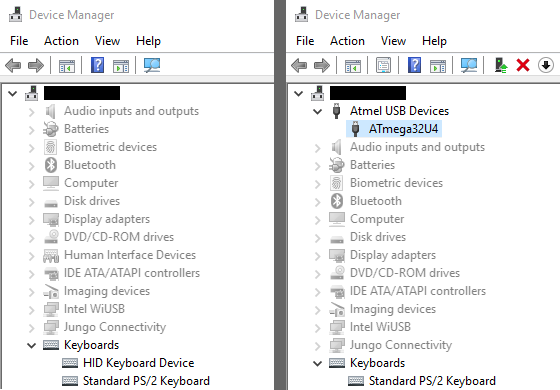 Device Manager
File Action View Help
Audio inputs and outputs
Batteries
Biometric devices
Bluetooth
Computer
Disk drives
Display adapters
DVD/CD-ROM drives
Human Interface Devices
IDE ATA/ATAPI controllers
Imaging devices
Intel WiUSB
Jungo Connectivity
Keyboards
HID Keyboard Device
Standard PS/2 Keyboard
Device Manager
File Action View Help
Atmel USB Devices
ATmega32U4
Audio inputs and outputs
Batteries
Biometric devices
Bluetooth
Computer
Disk drives
Display adapters
DVD/CD-ROM drives
IDE ATA/ATAPI controllers
Imaging devices
Intel WiUSB
Jungo Connectivity
Keyboards
Standard PS/2 Keyboard